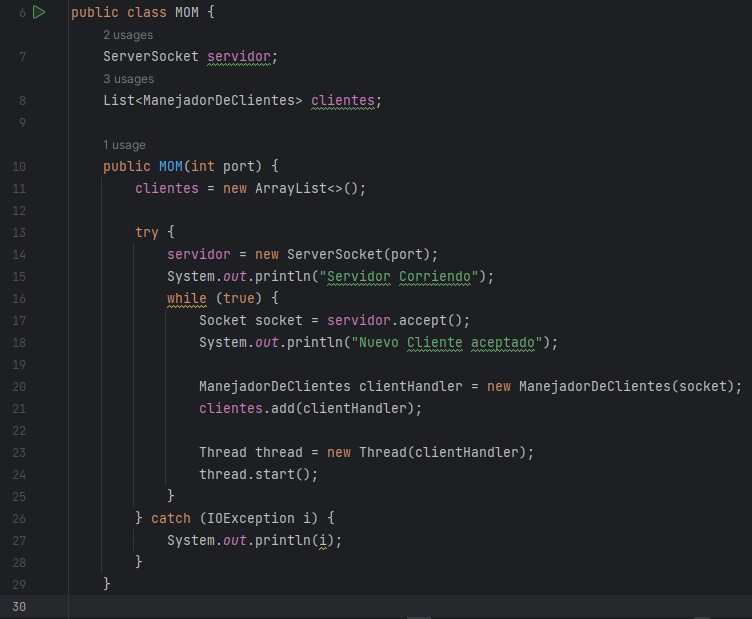 6 public class MOM {
2 usages
7 ServerSocket servidor;
3 usages
8 List<ManejadorDeClientes> clientes;
9
1 usage
10 public MOM(int port) {
11 clientes = new ArrayList<>();
12
13 try {
14 servidor = new ServerSocket(port);
15 System.out.println("Servidor Corriendo");
16 while (true) {
17 Socket socket = servidor.accept();
18 System.out.println("Nuevo Cliente aceptado");
19
20 ManejadorDeClientes clientHandler = new ManejadorDeClientes(socket);
21 clientes.add(clientHandler);
22
23 Thread thread = new Thread(clientHandler);
24 thread.start();
25 }
26 } catch (IOException i) {
27 System.out.println(i);
28 }
29 }
30